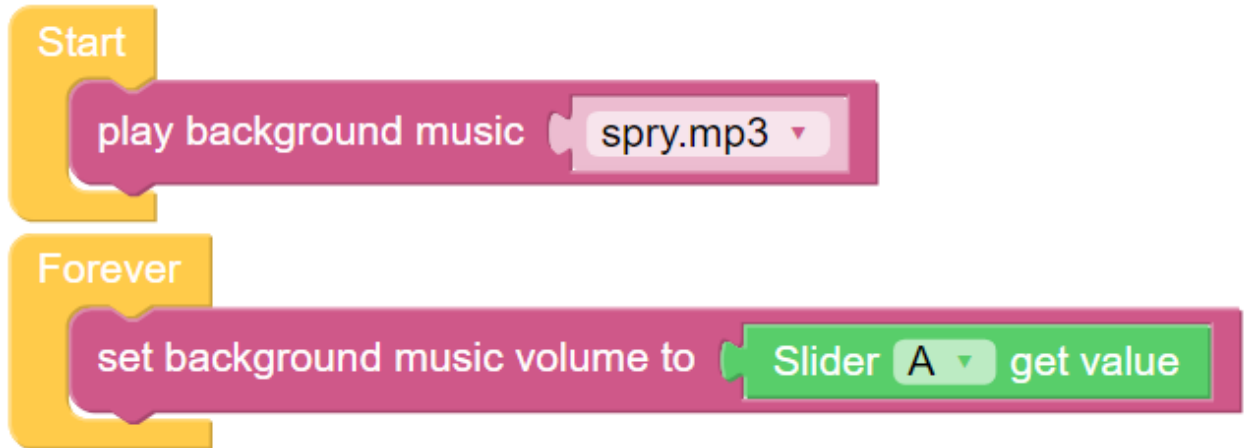 Start
play background music spry.mp3
Forever
set background music volume to Slider A get value